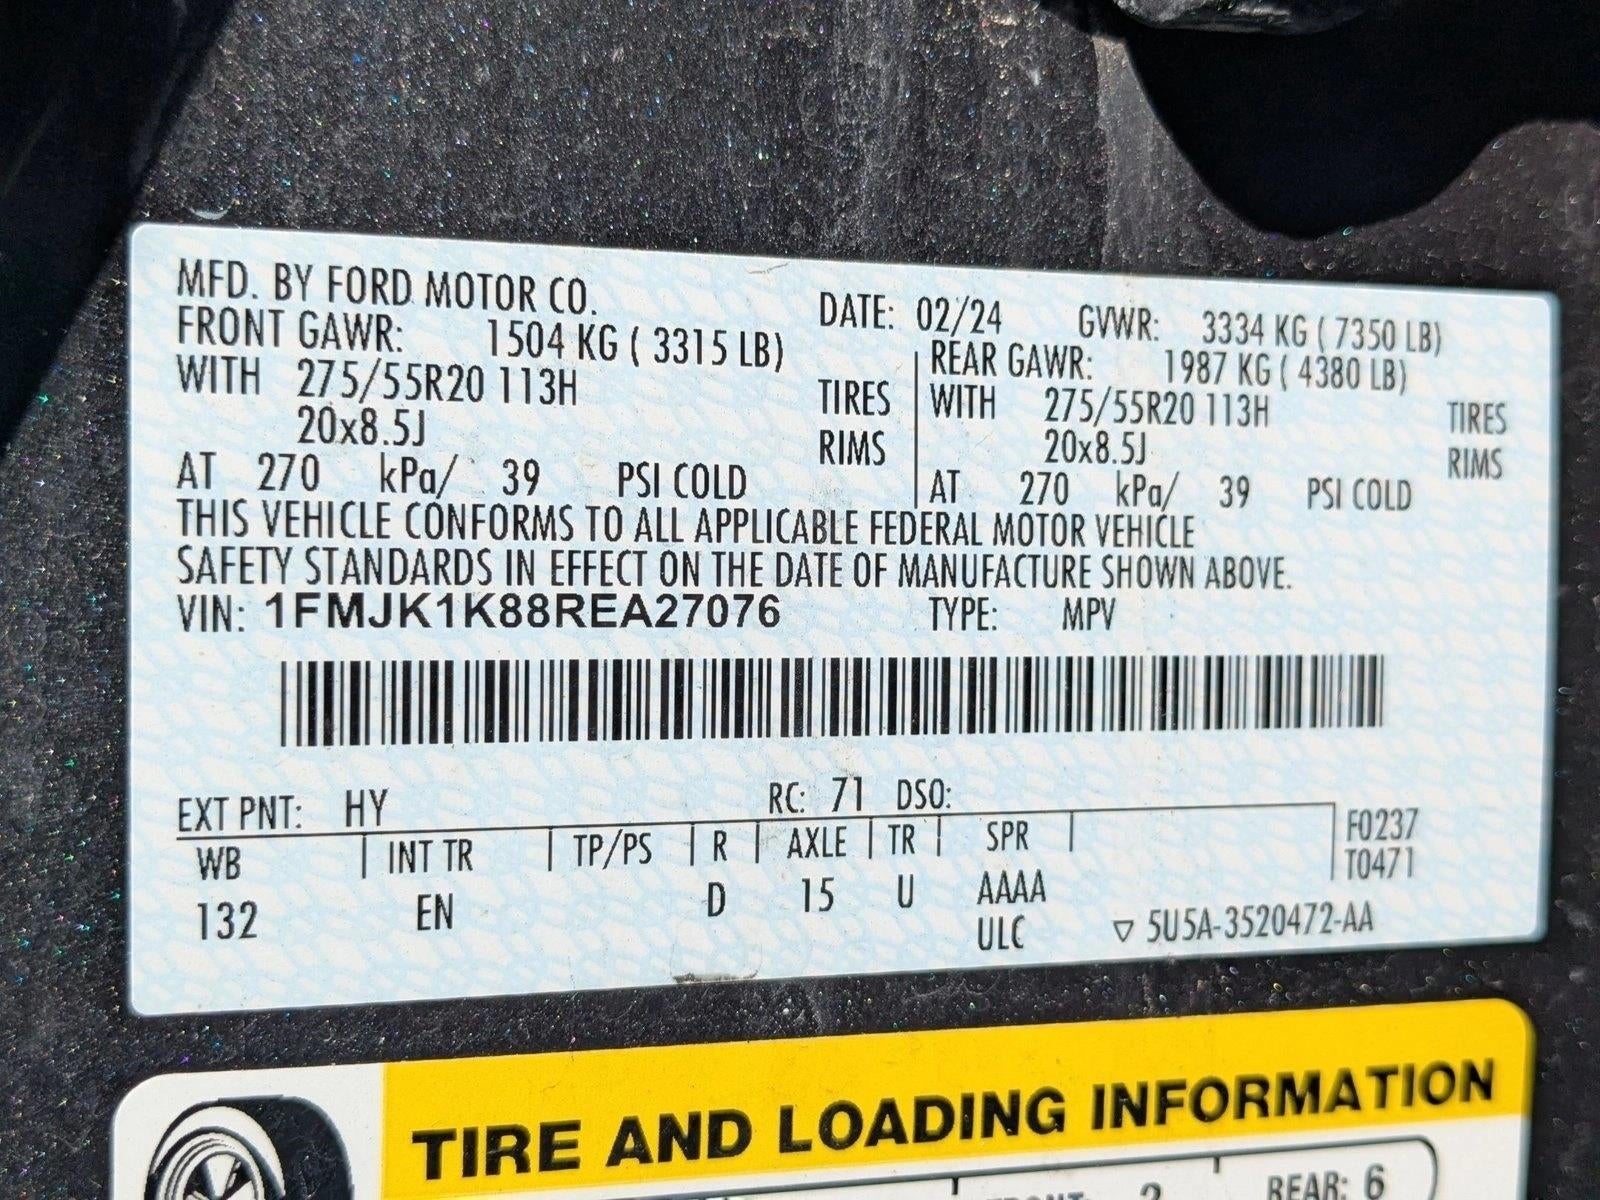 MFD. BY FORD MOTOR CO. DATE: 02/24 GVWR: 3334 KG ( 7350 LB)
FRONT GAWR: 1504 KG ( 3315 LB) REAR GAWR: 1987 KG ( 4380 LB)
WITH 275/55R20 113H TIRES WITH 275/55R20 113H TIRES
20x8.5J RIMS 20x8.5J RIMS
AT 270 kPa/ 39 PSI COLD AT 270 kPa/ 39 PSI COLD
THIS VEHICLE CONFORMS TO ALL APPLICABLE FEDERAL MOTOR VEHICLE
SAFETY STANDARDS IN EFFECT ON THE DATE OF MANUFACTURE SHOWN ABOVE.
VIN: 1FMJK1K88REA27076 TYPE: MPV
EXT PNT: HY RC: 71 DSO:
WB INT TR TP/PS R AXLE TR SPR F0237
T0471
132 EN D 15 U AAAA
ULC ▽ 5U5A-3520472-AA
TIRE AND LOADING INFORMATION
FRONT: 2 REAR: 6